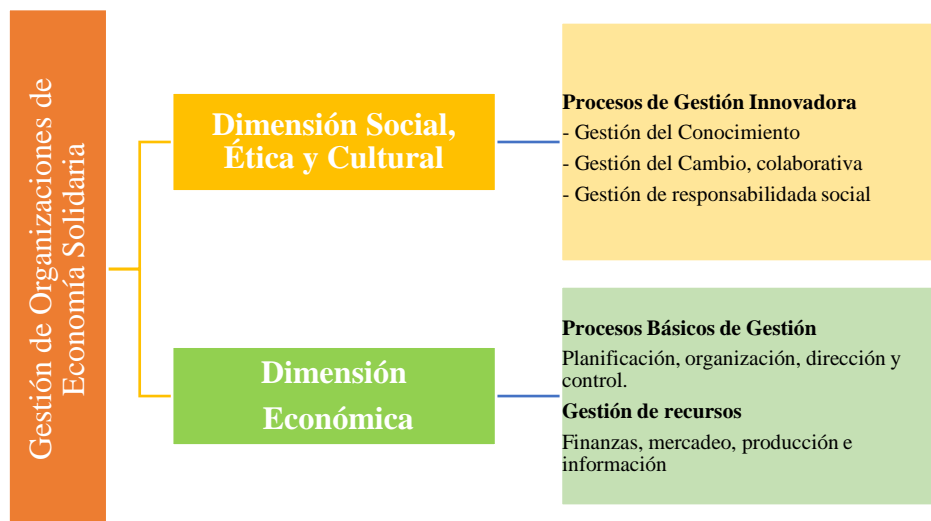 Gestión de Organizaciones de
Economía Solidaria
Dimensión Social,
Ética y Cultural
Procesos de Gestión Innovadora
- Gestión del Conocimiento
- Gestión del Cambio, colaborativa
- Gestión de responsabilidada social
Dimensión
Económica
Procesos Básicos de Gestión
Planificación, organización, dirección y
control.
Gestión de recursos
Finanzas, mercadeo, producción e
información